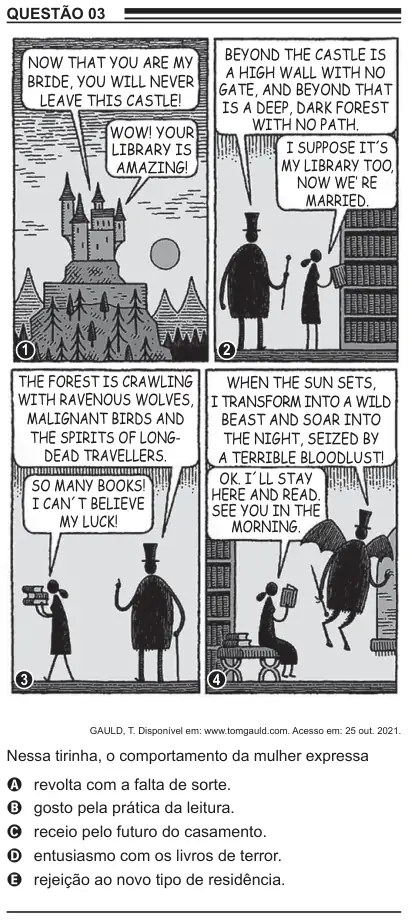 QUESTÃO 03
NOW THAT YOU ARE MY
BRIDE, YOU WILL NEVER
LEAVE THIS CASTLE!
WOW! YOUR
LIBRARY IS
AMAZING!
1
BEYOND THE CASTLE IS
A HIGH WALL WITH NO
GATE, AND BEYOND THAT
IS A DEEP, DARK FOREST
WITH NO PATH.
I SUPPOSE IT´S
MY LIBRARY TOO,
NOW WE' RE
MARRIED.
2
THE FOREST IS CRAWLING
WITH RAVENOUS WOLVES,
MALIGNANT BIRDS AND
THE SPIRITS OF LONG-
DEAD TRAVELLERS.
SO MANY BOOKS!
I CAN´T BELIEVE
MY LUCK!
3
WHEN THE SUN SETS,
I TRANSFORM INTO A WILD
BEAST AND SOAR INTO
THE NIGHT, SEIZED BY
A TERRIBLE BLOODLUST!
OK. I´LL STAY
HERE AND READ.
SEE YOU IN THE
MORNING.
4
GAULD, T. Disponível em: www.tomgauld.com. Acesso em: 25 out. 2021.
Nessa tirinha, o comportamento da mulher expressa
A revolta com a falta de sorte.
B gosto pela prática da leitura.
C receio pelo futuro do casamento.
D entusiasmo com os livros de terror.
E rejeição ao novo tipo de residência.